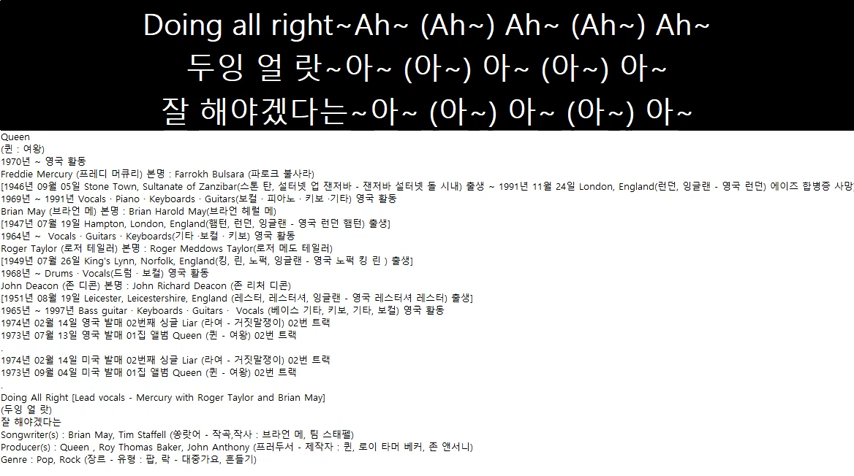 Doing all right~Ah~ (Ah~) Ah~ (Ah~) Ah~
두잉 얼 랏~아~ (아~) 아~ (아~) 아~
잘 해야겠다는~아~ (아~) 아~ (아~) 아~
Queen
(퀸 : 여왕)
1970년 ~ 영국 활동
Freddie Mercury (프레디 머큐리) 본명 : Farrokh Bulsara (파로크 불사라)
[1946년 09월 05일 Stone Town, Sultanate of Zanzibar(스톤 탄, 설터넷 업 잰저바 - 잰저바 설터넷 돌 시내) 출생 ~ 1991년 11월 24일 London, England(런던, 잉글랜 - 영국 런던) 에이즈 합병증 사망
1969년 ~ 1991년 Vocals · Piano · Keyboards · Guitars(보컬 · 피아노 · 키보 ·기타) 영국 활동
Brian May (브라언 메) 본명 : Brian Harold May(브라언 헤럴 메)
[1947년 07월 19일 Hampton, London, England(햄턴, 런던, 잉글랜 - 영국 런던 햄턴) 출생]
1964년 ~ Vocals · Guitars · Keyboards(기타 ·보컬 · 키보) 영국 활동
Roger Taylor (로저 테일러) 본명 : Roger Meddows Taylor(로저 메도 테일러)
[1949년 07월 26일 King's Lynn, Norfolk, England(킹, 린, 노퍽, 잉글랜 - 영국 노퍽 킹 린 ) 출생]
1968년 ~ Drums · Vocals(드럼 · 보컬) 영국 활동
John Deacon (존 디콘) 본명 : John Richard Deacon (존 리처 디콘)
[1951년 08월 19일 Leicester, Leicestershire, England (레스터, 레스터셔, 잉글랜 - 영국 레스터셔 레스터) 출생]
1965년 ~ 1997년 Bass guitar · Keyboards · Guitars · Vocals (베이스 기타, 키보, 기타, 보컬) 영국 활동
1974년 02월 14일 영국 발매 02번째 싱글 Liar (라여 - 거짓말쟁이) 02번 트랙
1973년 07월 13일 영국 발매 01집 앨범 Queen (퀸 - 여왕) 02번 트랙
.
1974년 02월 14일 미국 발매 02번째 싱글 Liar (라여 - 거짓말쟁이) 02번 트랙
1973년 09월 04일 미국 발매 01집 앨범 Queen (퀸 - 여왕) 02번 트랙
.
Doing All Right [Lead vocals - Mercury with Roger Taylor and Brian May]
(두잉 얼 랏)
잘 해야겠다는
Songwriter(s) : Brian May, Tim Staffell (쏭랏어 - 작곡,작사 : 브라언 메, 팀 스태펠)
Producer(s) : Queen , Roy Thomas Baker, John Anthony (프러두서 - 제작자 : 퀸, 로이 타머 베커, 존 앤서니)
Genre : Pop, Rock (장르 - 유형 : 팝, 락 - 대중가요, 흔들기)